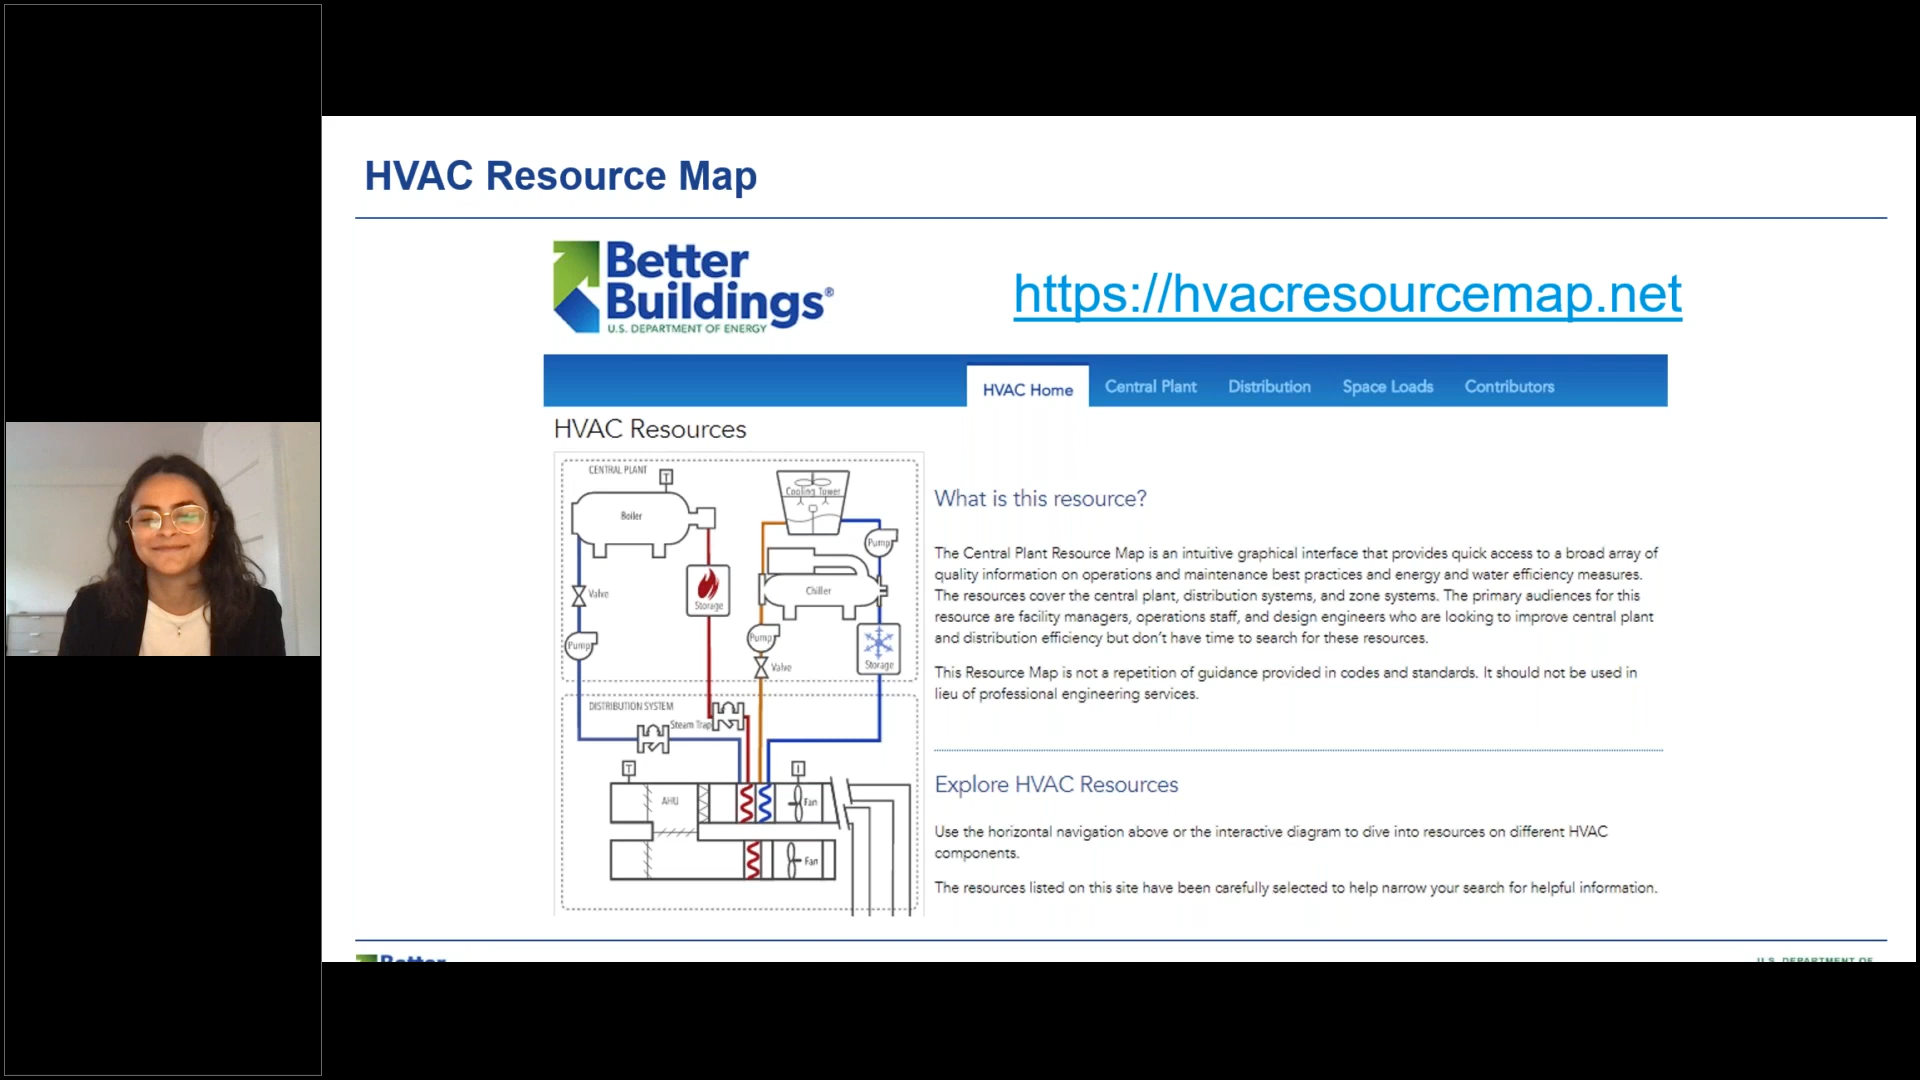 HVAC Resource Map
Better
Buildings®
U.S. DEPARTMENT OF ENERGY
https://hvacresourcemap.net
HVAC Home
Central Plant
Distribution
Space Loads
Contributors
HVAC Resources
CENTRAL PLANT
T
Boiler
Cooling Tower
Pump
Valve
Storage
Chiller
Pump
Pump
Valve
Storage
DISTRIBUTION SYSTEM
Steam Trap
T
I
AHU
Fan
Fan
What is this resource?
The Central Plant Resource Map is an intuitive graphical interface that provides quick access to a broad array of
quality information on operations and maintenance best practices and energy and water efficiency measures.
The resources cover the central plant, distribution systems, and zone systems. The primary audiences for this
resource are facility managers, operations staff, and design engineers who are looking to improve central plant
and distribution efficiency but don't have time to search for these resources.
This Resource Map is not a repetition of guidance provided in codes and standards. It should not be used in
lieu of professional engineering services.
Explore HVAC Resources
Use the horizontal navigation above or the interactive diagram to dive into resources on different HVAC
components.
The resources listed on this site have been carefully selected to help narrow your search for helpful information.
Better
U.S. DEPARTMENT OF